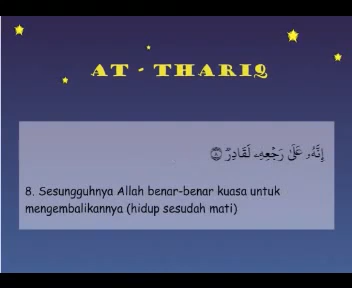 AT - THARIQ
إِنَّهُۥ عَلَىٰ رَجْعِهِۦ لَقَادِرٌ ۝٨
8. Sesungguhnya Allah benar-benar kuasa untuk
mengembalikannya (hidup sesudah mati)